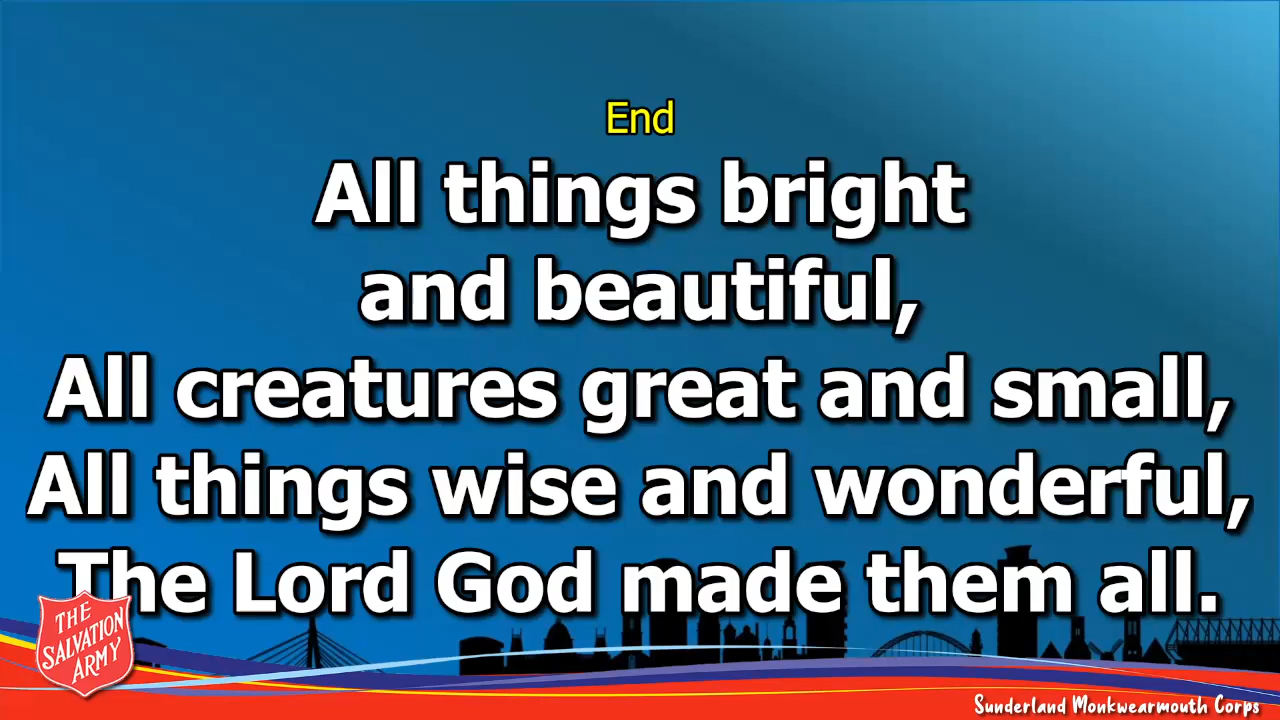 End
All things bright
and beautiful,
All creatures great and small,
All things wise and wonderful,
The Lord God made them all.
THE
SALVATION
ARMY
Sunderland Monkwearmouth Corps